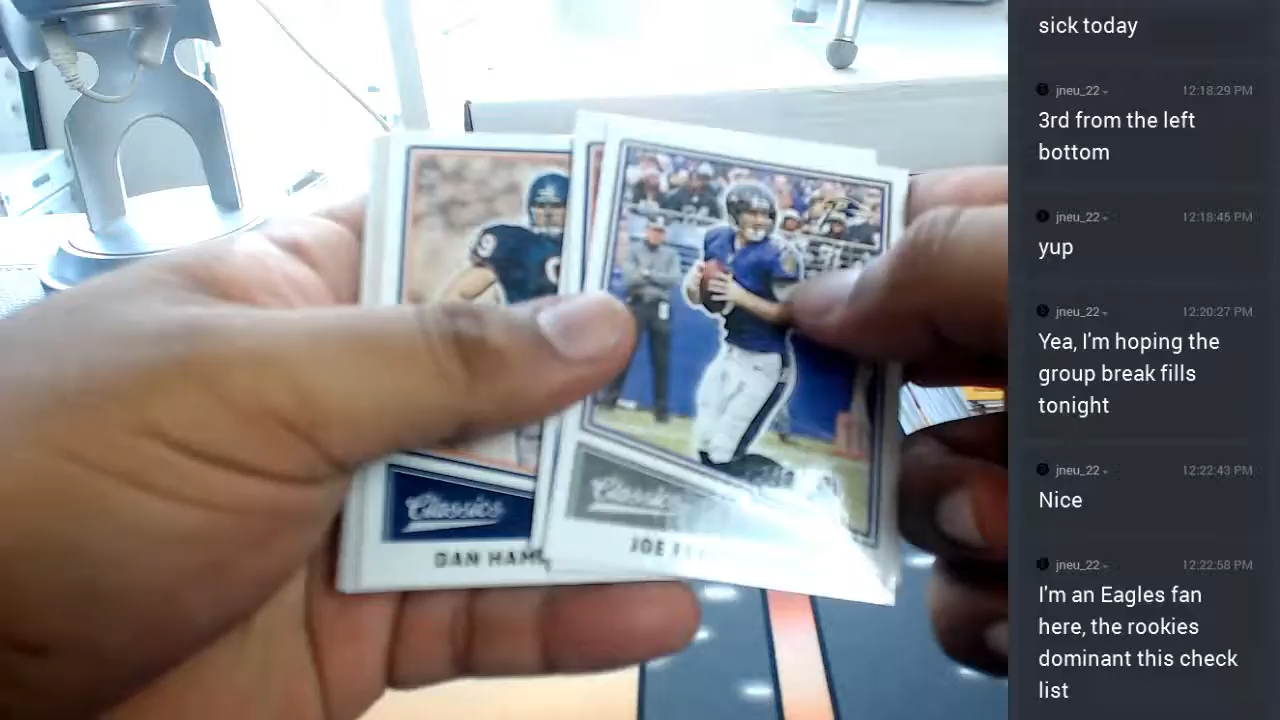 sick today
jneu_22 12:18:29 PM
3rd from the left
bottom
jneu_22 12:18:45 PM
yup
jneu_22 12:20:27 PM
Yea, I'm hoping the
group break fills
tonight
jneu_22 12:22:43 PM
Nice
jneu_22 12:22:58 PM
I'm an Eagles fan
here, the rookies
dominant this check
list
Classics
DAN
Classics
JOE